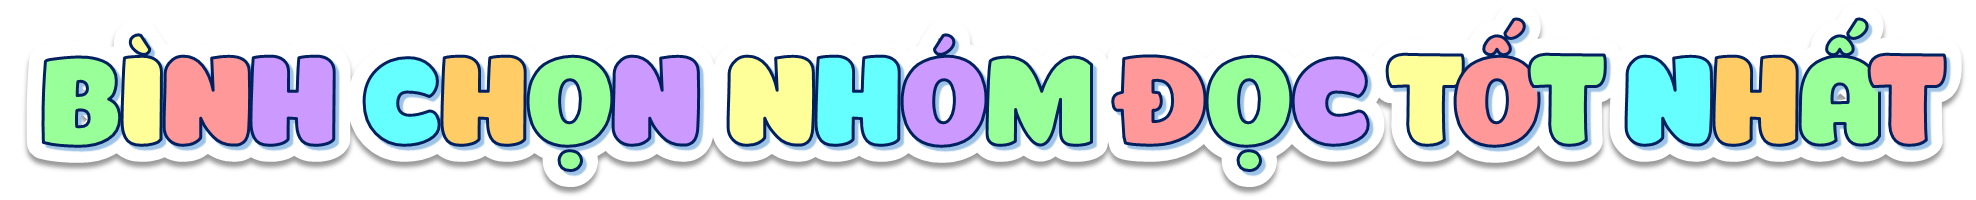 BÌNH CHỌN NHÓM ĐỌC TỐT NHẤT